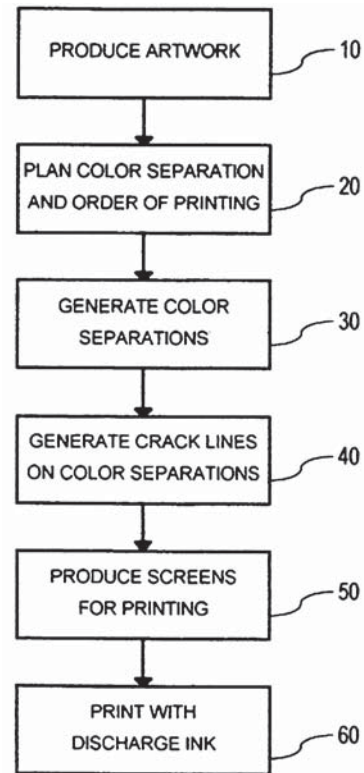 PRODUCE ARTWORK
10
PLAN COLOR SEPARATION
AND ORDER OF PRINTING
20
GENERATE COLOR
SEPARATIONS
30
GENERATE CRACK LINES
ON COLOR SEPARATIONS
40
PRODUCE SCREENS
FOR PRINTING
50
PRINT WITH
DISCHARGE INK
60